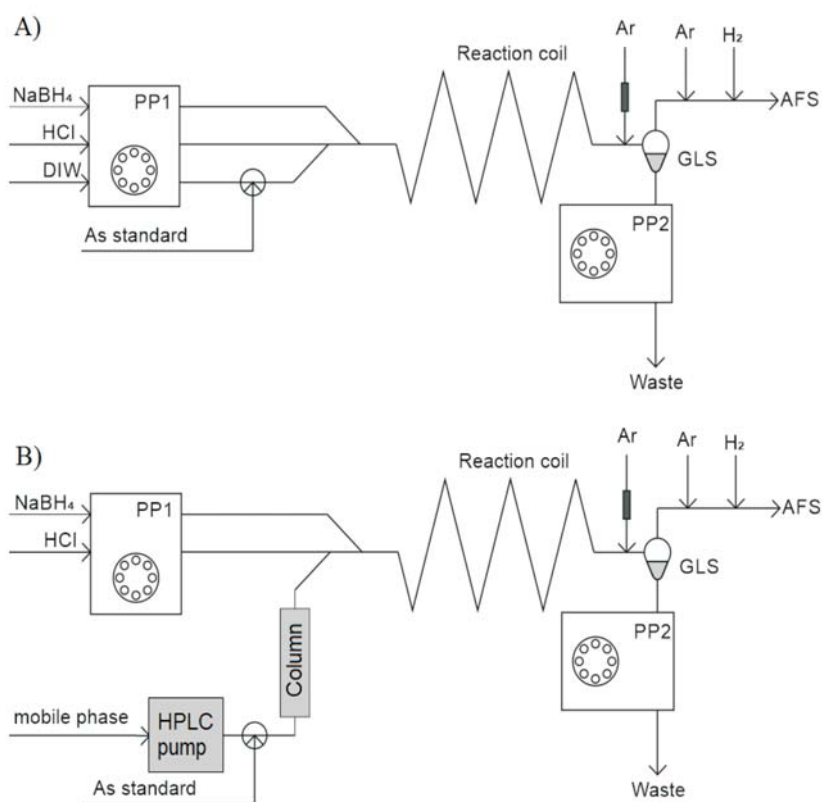 A)
NaBH₄
HCl
DIW
PP1
As standard
Reaction coil
Ar
Ar
H₂
AFS
GLS
PP2
Waste
B)
NaBH₄
HCl
PP1
Column
mobile phase
HPLC
pump
As standard
Reaction coil
Ar
Ar
H₂
AFS
GLS
PP2
Waste